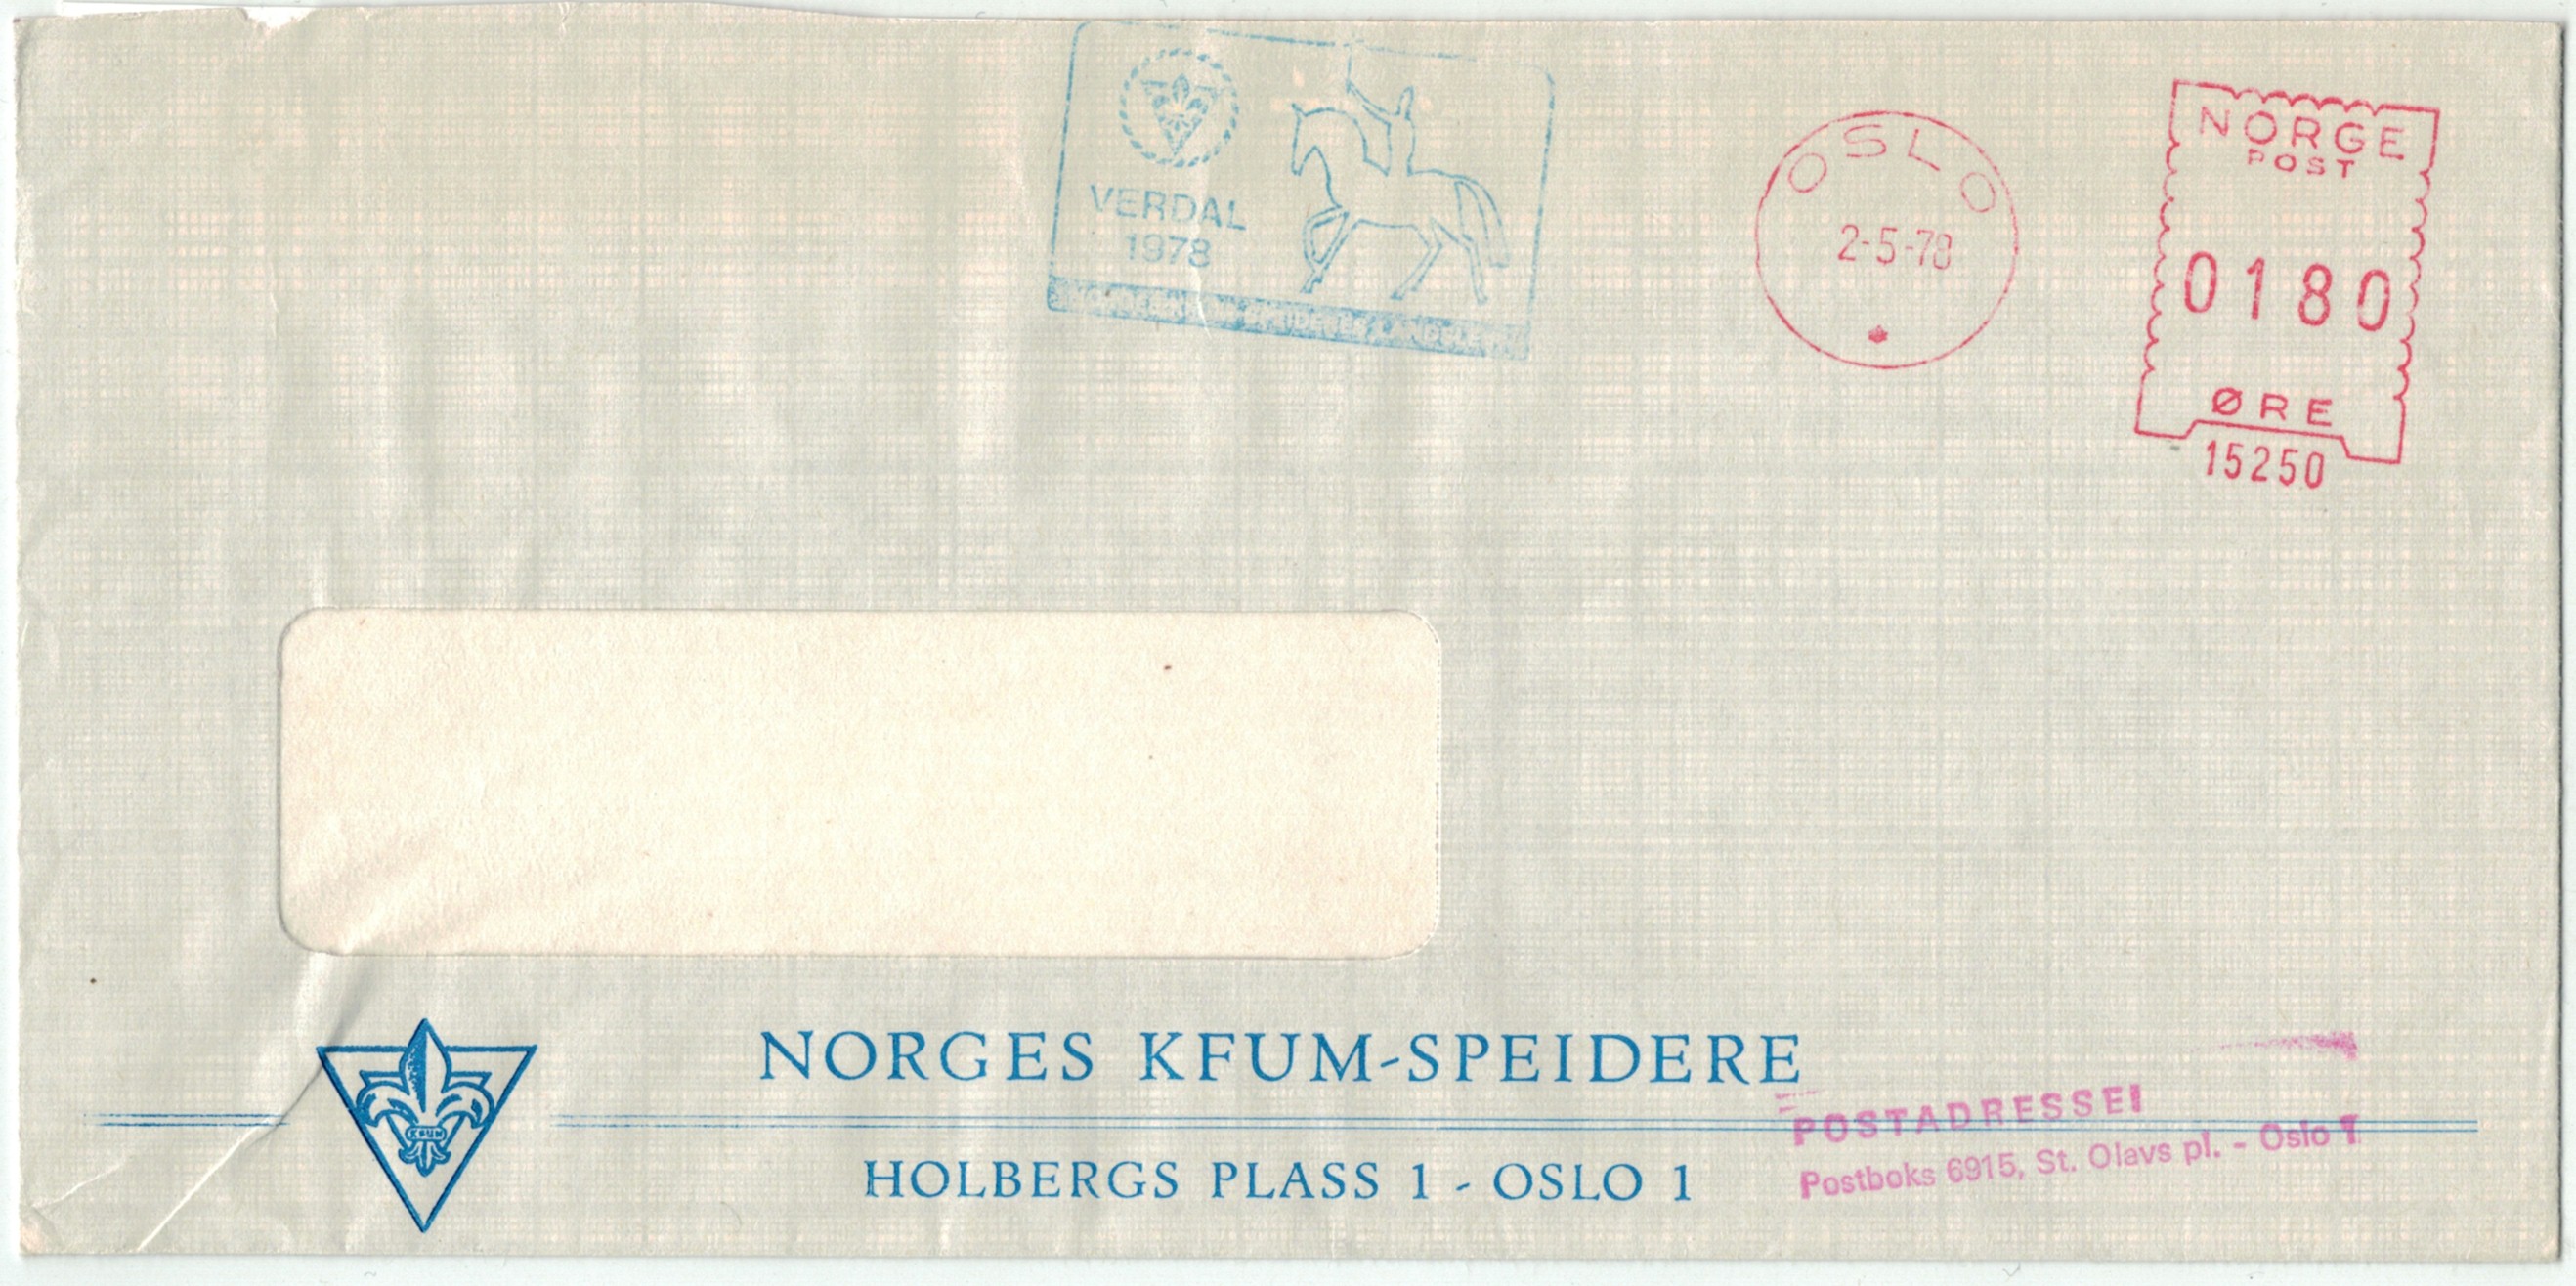 VERDAL
1978
OSLO
2-5-78
NORGE
POST
0180
ØRE
15250
NORGES KFUM-SPEIDERE
KFUM
HOLBERGS PLASS 1 - OSLO 1
POSTADRESSE:
Postboks 6915, St. Olavs pl. - Oslo 1